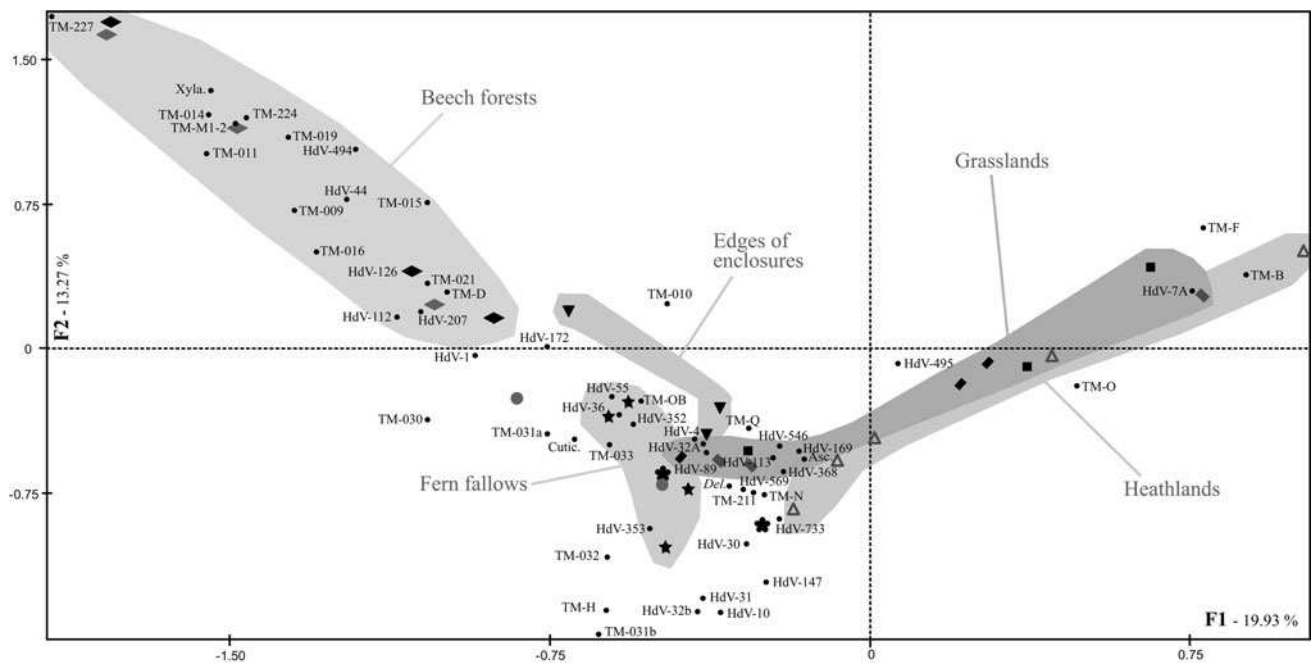 TM-227
1.50
Xyla.
Beech forests
TM-014
TM-224
TM-M1-2
TM-019
TM-011
HdV-494
Grasslands
HdV-44
TM-015
0.75
TM-009
TM-F
Edges of
enclosures
TM-016
HdV-126
TM-021
TM-B
TM-D
HdV-7A
TM-010
F2 - 13.27 %
HdV-112
HdV-207
HdV-172
0
HdV-1
HdV-495
TM-O
HdV-55
TM-OB
HdV-36
HdV-352
TM-030
TM-Q
TM-031a
HdV-4
HdV-546
Cutic.
HdV-32A
HdV-169
TM-033
HdV-113
Asc.
HdV-89
HdV-368
Fern fallows
Del.
HdV-569
Heathlands
-0.75
TM-211
TM-N
HdV-353
HdV-733
HdV-30
TM-032
HdV-147
HdV-31
TM-H
HdV-32b
HdV-10
F1 - 19.93 %
TM-031b
-1.50
-0.75
0
0.75